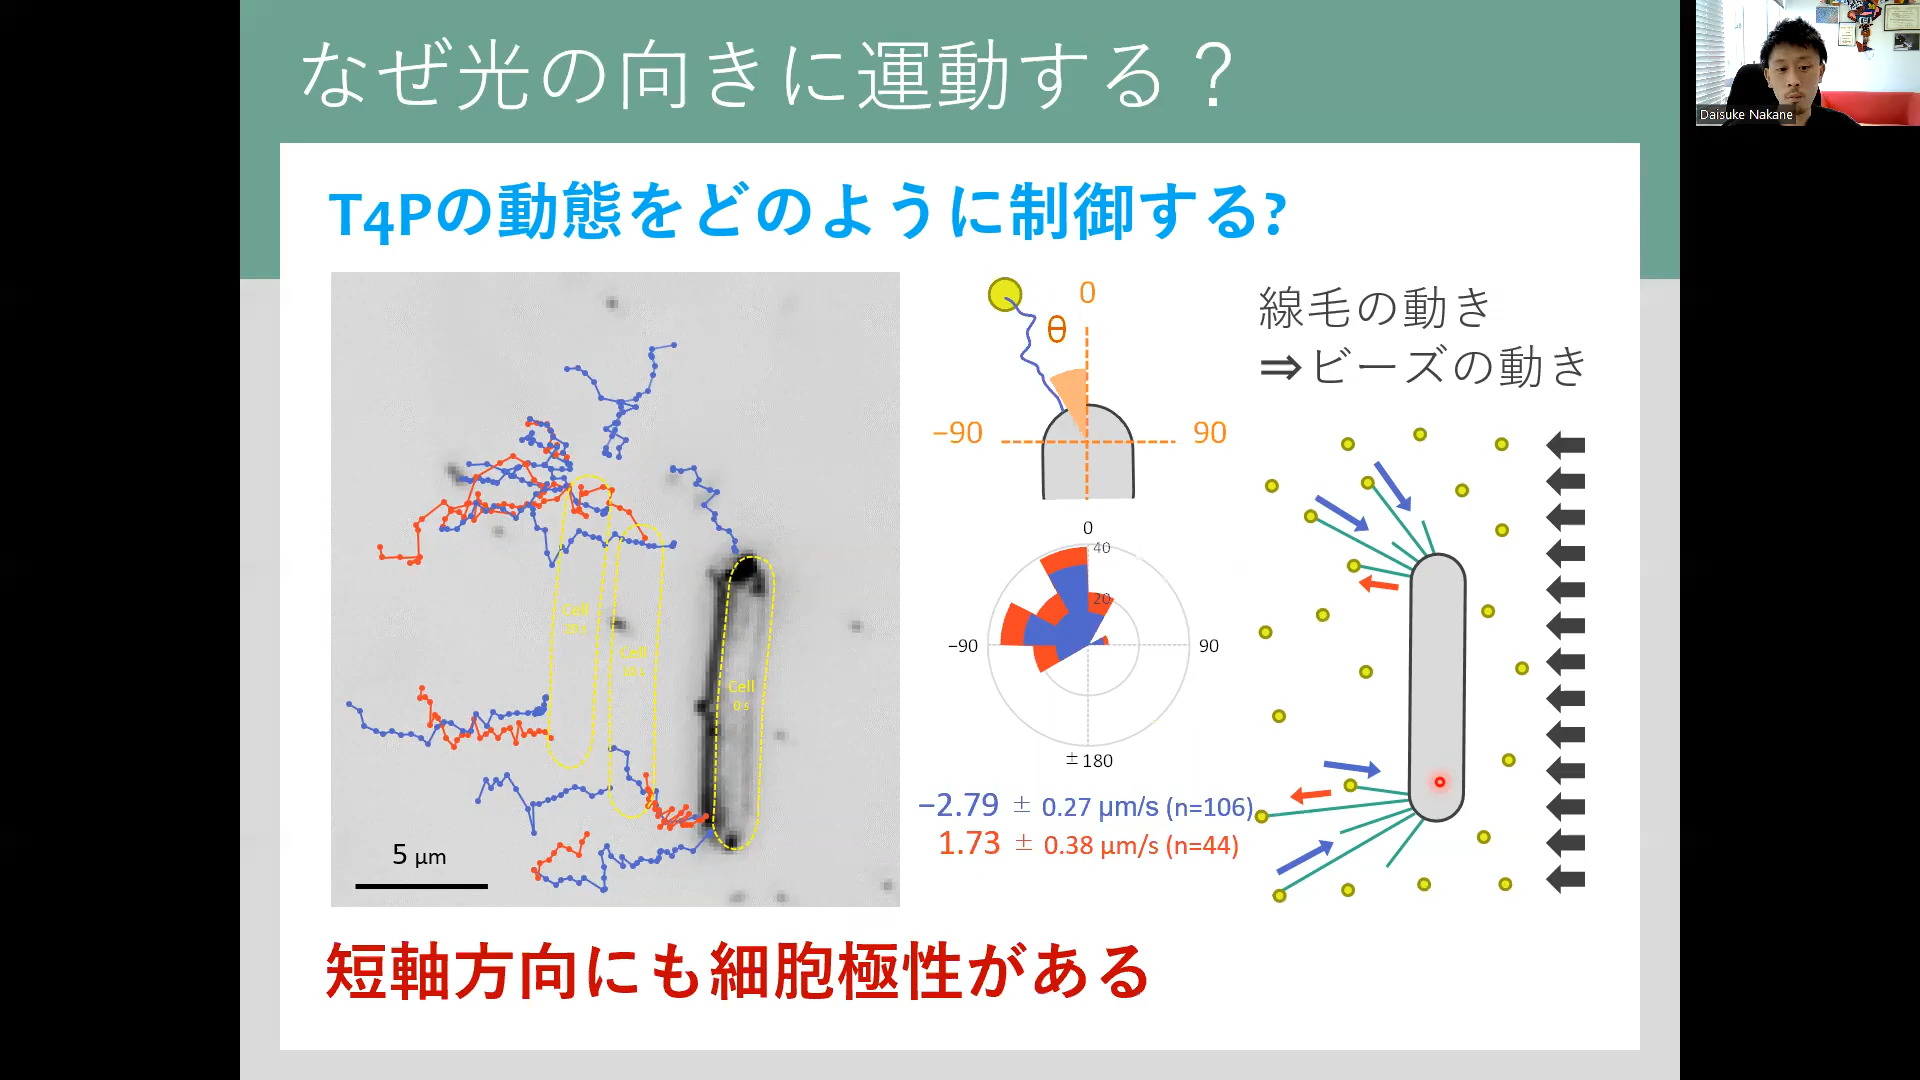 なぜ光の向きに運動する？
Daisuke Nakane
T4Pの動態をどのように制御する?
0
θ
−90
90
線毛の動き
⇒ビーズの動き
Cell
Cell
Cell
0 s
5 μm
0
40
20
−90
90
±180
−2.79 ± 0.27 μm/s (n=106)
1.73 ± 0.38 μm/s (n=44)
短軸方向にも細胞極性がある